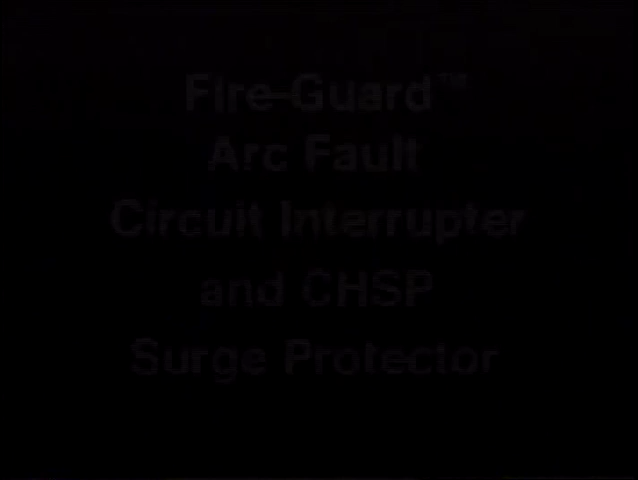 Fire-Guard™
Arc Fault
Circuit Interrupter
and CHSP
Surge Protector